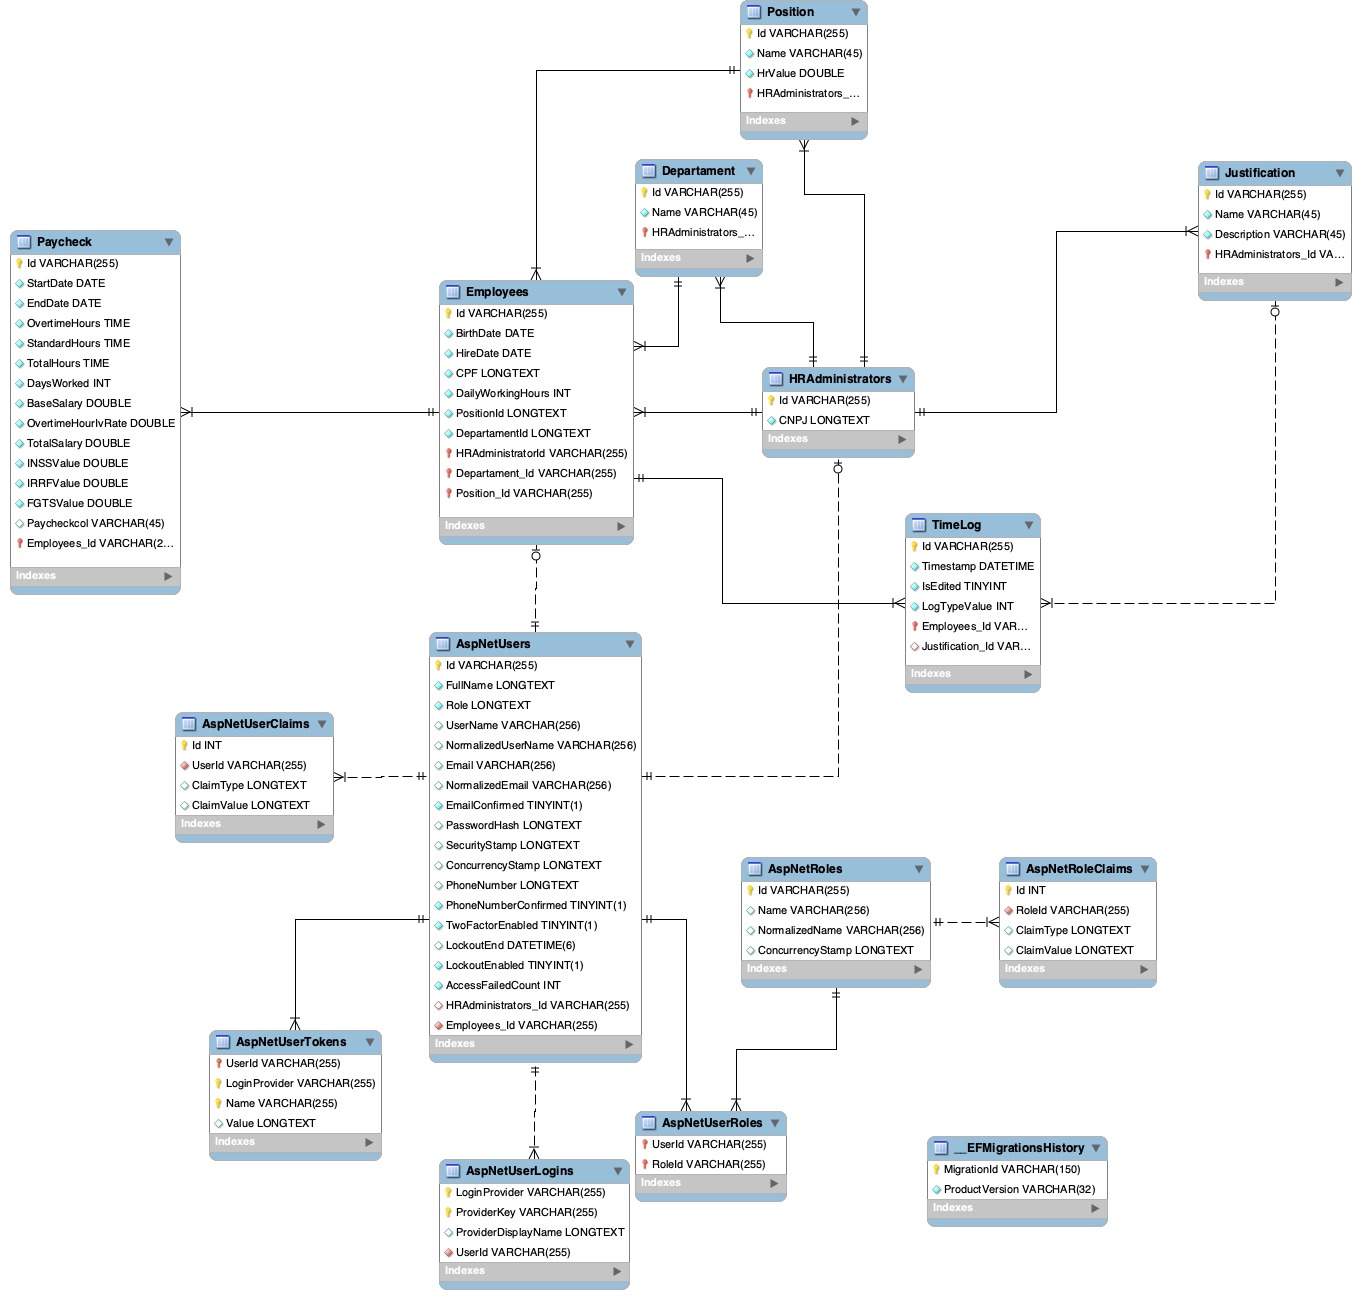 Position
Id VARCHAR(255)
Name VARCHAR(45)
HrValue DOUBLE
HRAdministrators_...
Indexes
Departament
Id VARCHAR(255)
Name VARCHAR(45)
HRAdministrators_...
Indexes
Justification
Id VARCHAR(255)
Name VARCHAR(45)
Description VARCHAR(45)
HRAdministrators_Id VA...
Indexes
Paycheck
Id VARCHAR(255)
StartDate DATE
EndDate DATE
OvertimeHours TIME
StandardHours TIME
TotalHours TIME
DaysWorked INT
BaseSalary DOUBLE
OvertimeHourlvRate DOUBLE
TotalSalary DOUBLE
INSSValue DOUBLE
IRRFValue DOUBLE
FGTSValue DOUBLE
Paycheckcol VARCHAR(45)
Employees_Id VARCHAR(2...
Indexes
Employees
Id VARCHAR(255)
BirthDate DATE
HireDate DATE
CPF LONGTEXT
DailyWorkingHours INT
PositionId LONGTEXT
DepartamentId LONGTEXT
HRAdministratorId VARCHAR(255)
Departament_Id VARCHAR(255)
Position_Id VARCHAR(255)
Indexes
HRAdministrators
Id VARCHAR(255)
CNPJ LONGTEXT
Indexes
TimeLog
Id VARCHAR(255)
Timestamp DATETIME
IsEdited TINYINT
LogTypeValue INT
Employees_Id VAR...
Justification_Id VAR...
Indexes
AspNetUsers
Id VARCHAR(255)
FullName LONGTEXT
Role LONGTEXT
UserName VARCHAR(256)
NormalizedUserName VARCHAR(256)
Email VARCHAR(256)
NormalizedEmail VARCHAR(256)
EmailConfirmed TINYINT(1)
PasswordHash LONGTEXT
SecurityStamp LONGTEXT
ConcurrencyStamp LONGTEXT
PhoneNumber LONGTEXT
PhoneNumberConfirmed TINYINT(1)
TwoFactorEnabled TINYINT(1)
LockoutEnd DATETIME(6)
LockoutEnabled TINYINT(1)
AccessFailedCount INT
HRAdministrators_Id VARCHAR(255)
Employees_Id VARCHAR(255)
Indexes
AspNetUserClaims
Id INT
UserId VARCHAR(255)
ClaimType LONGTEXT
ClaimValue LONGTEXT
Indexes
AspNetRoles
Id VARCHAR(255)
Name VARCHAR(256)
NormalizedName VARCHAR(256)
ConcurrencyStamp LONGTEXT
Indexes
AspNetRoleClaims
Id INT
RoleId VARCHAR(255)
ClaimType LONGTEXT
ClaimValue LONGTEXT
Indexes
AspNetUserTokens
UserId VARCHAR(255)
LoginProvider VARCHAR(255)
Name VARCHAR(255)
Value LONGTEXT
Indexes
AspNetUserLogins
LoginProvider VARCHAR(255)
ProviderKey VARCHAR(255)
ProviderDisplayName LONGTEXT
UserId VARCHAR(255)
Indexes
AspNetUserRoles
UserId VARCHAR(255)
RoleId VARCHAR(255)
Indexes
__EFMigrationsHistory
MigrationId VARCHAR(150)
ProductVersion VARCHAR(32)
Indexes